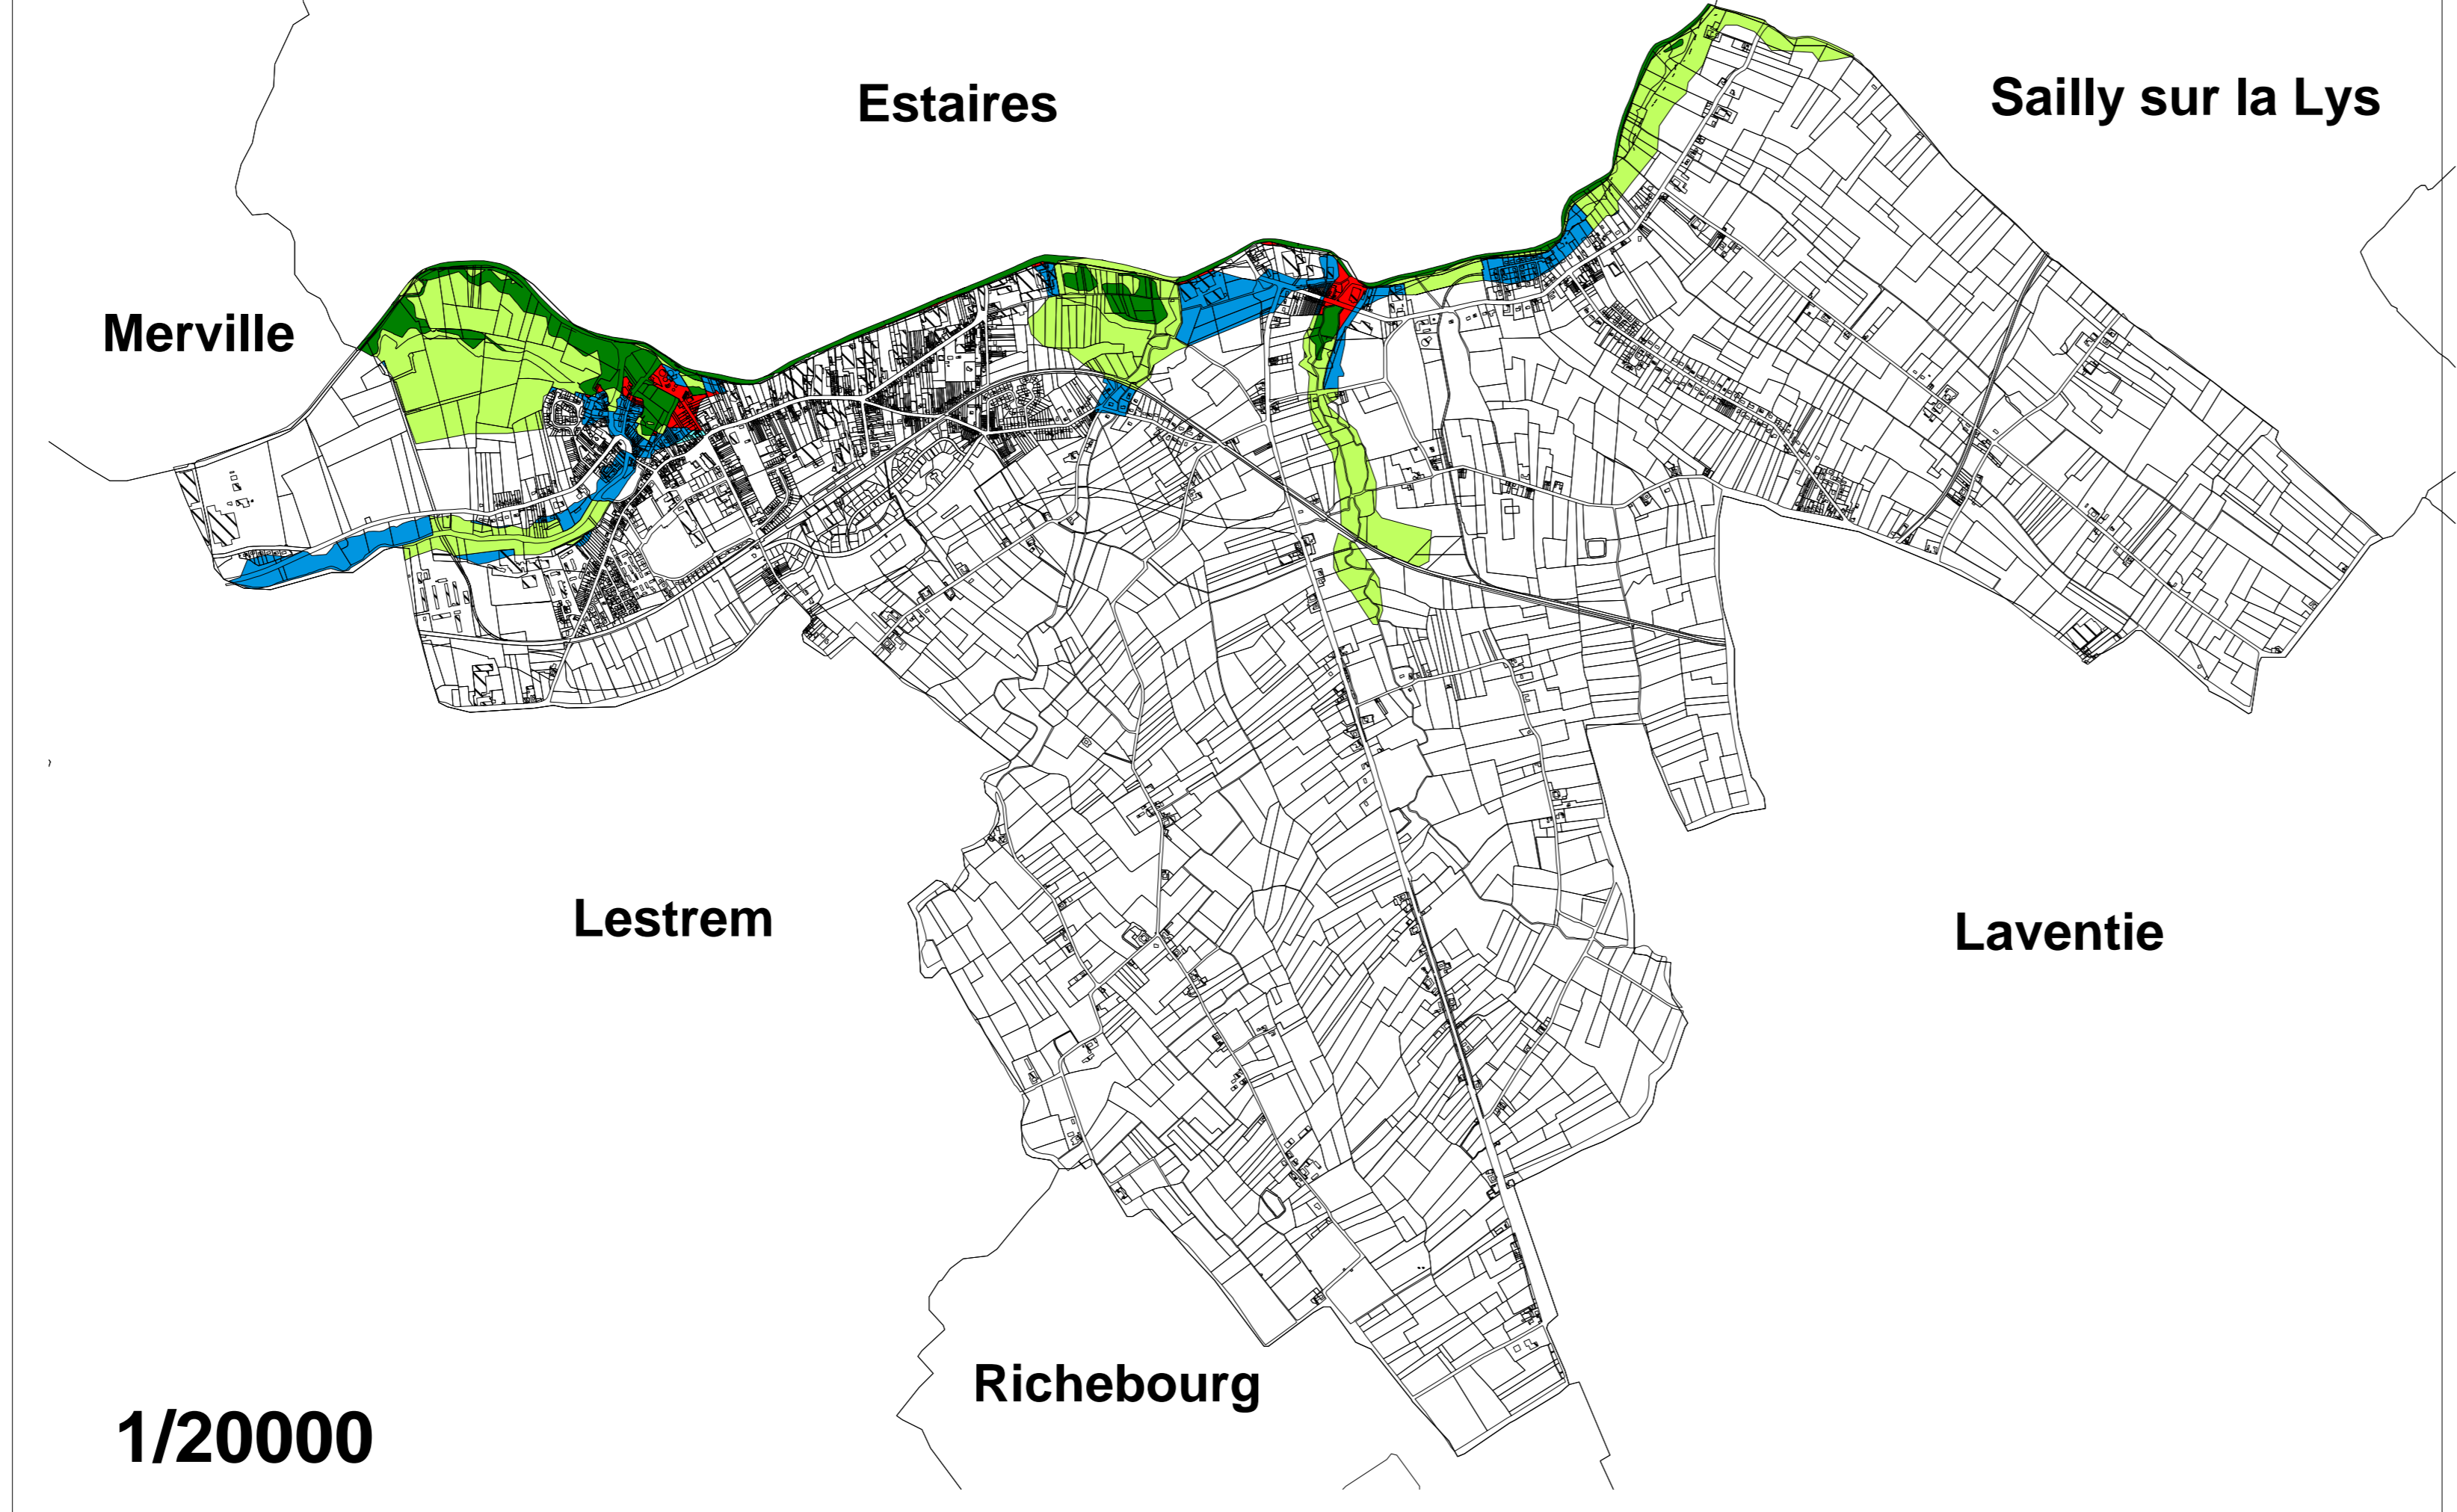 Estaires
Sailly sur la Lys
Merville
Lestrem
Laventie
Richebourg
1/20000